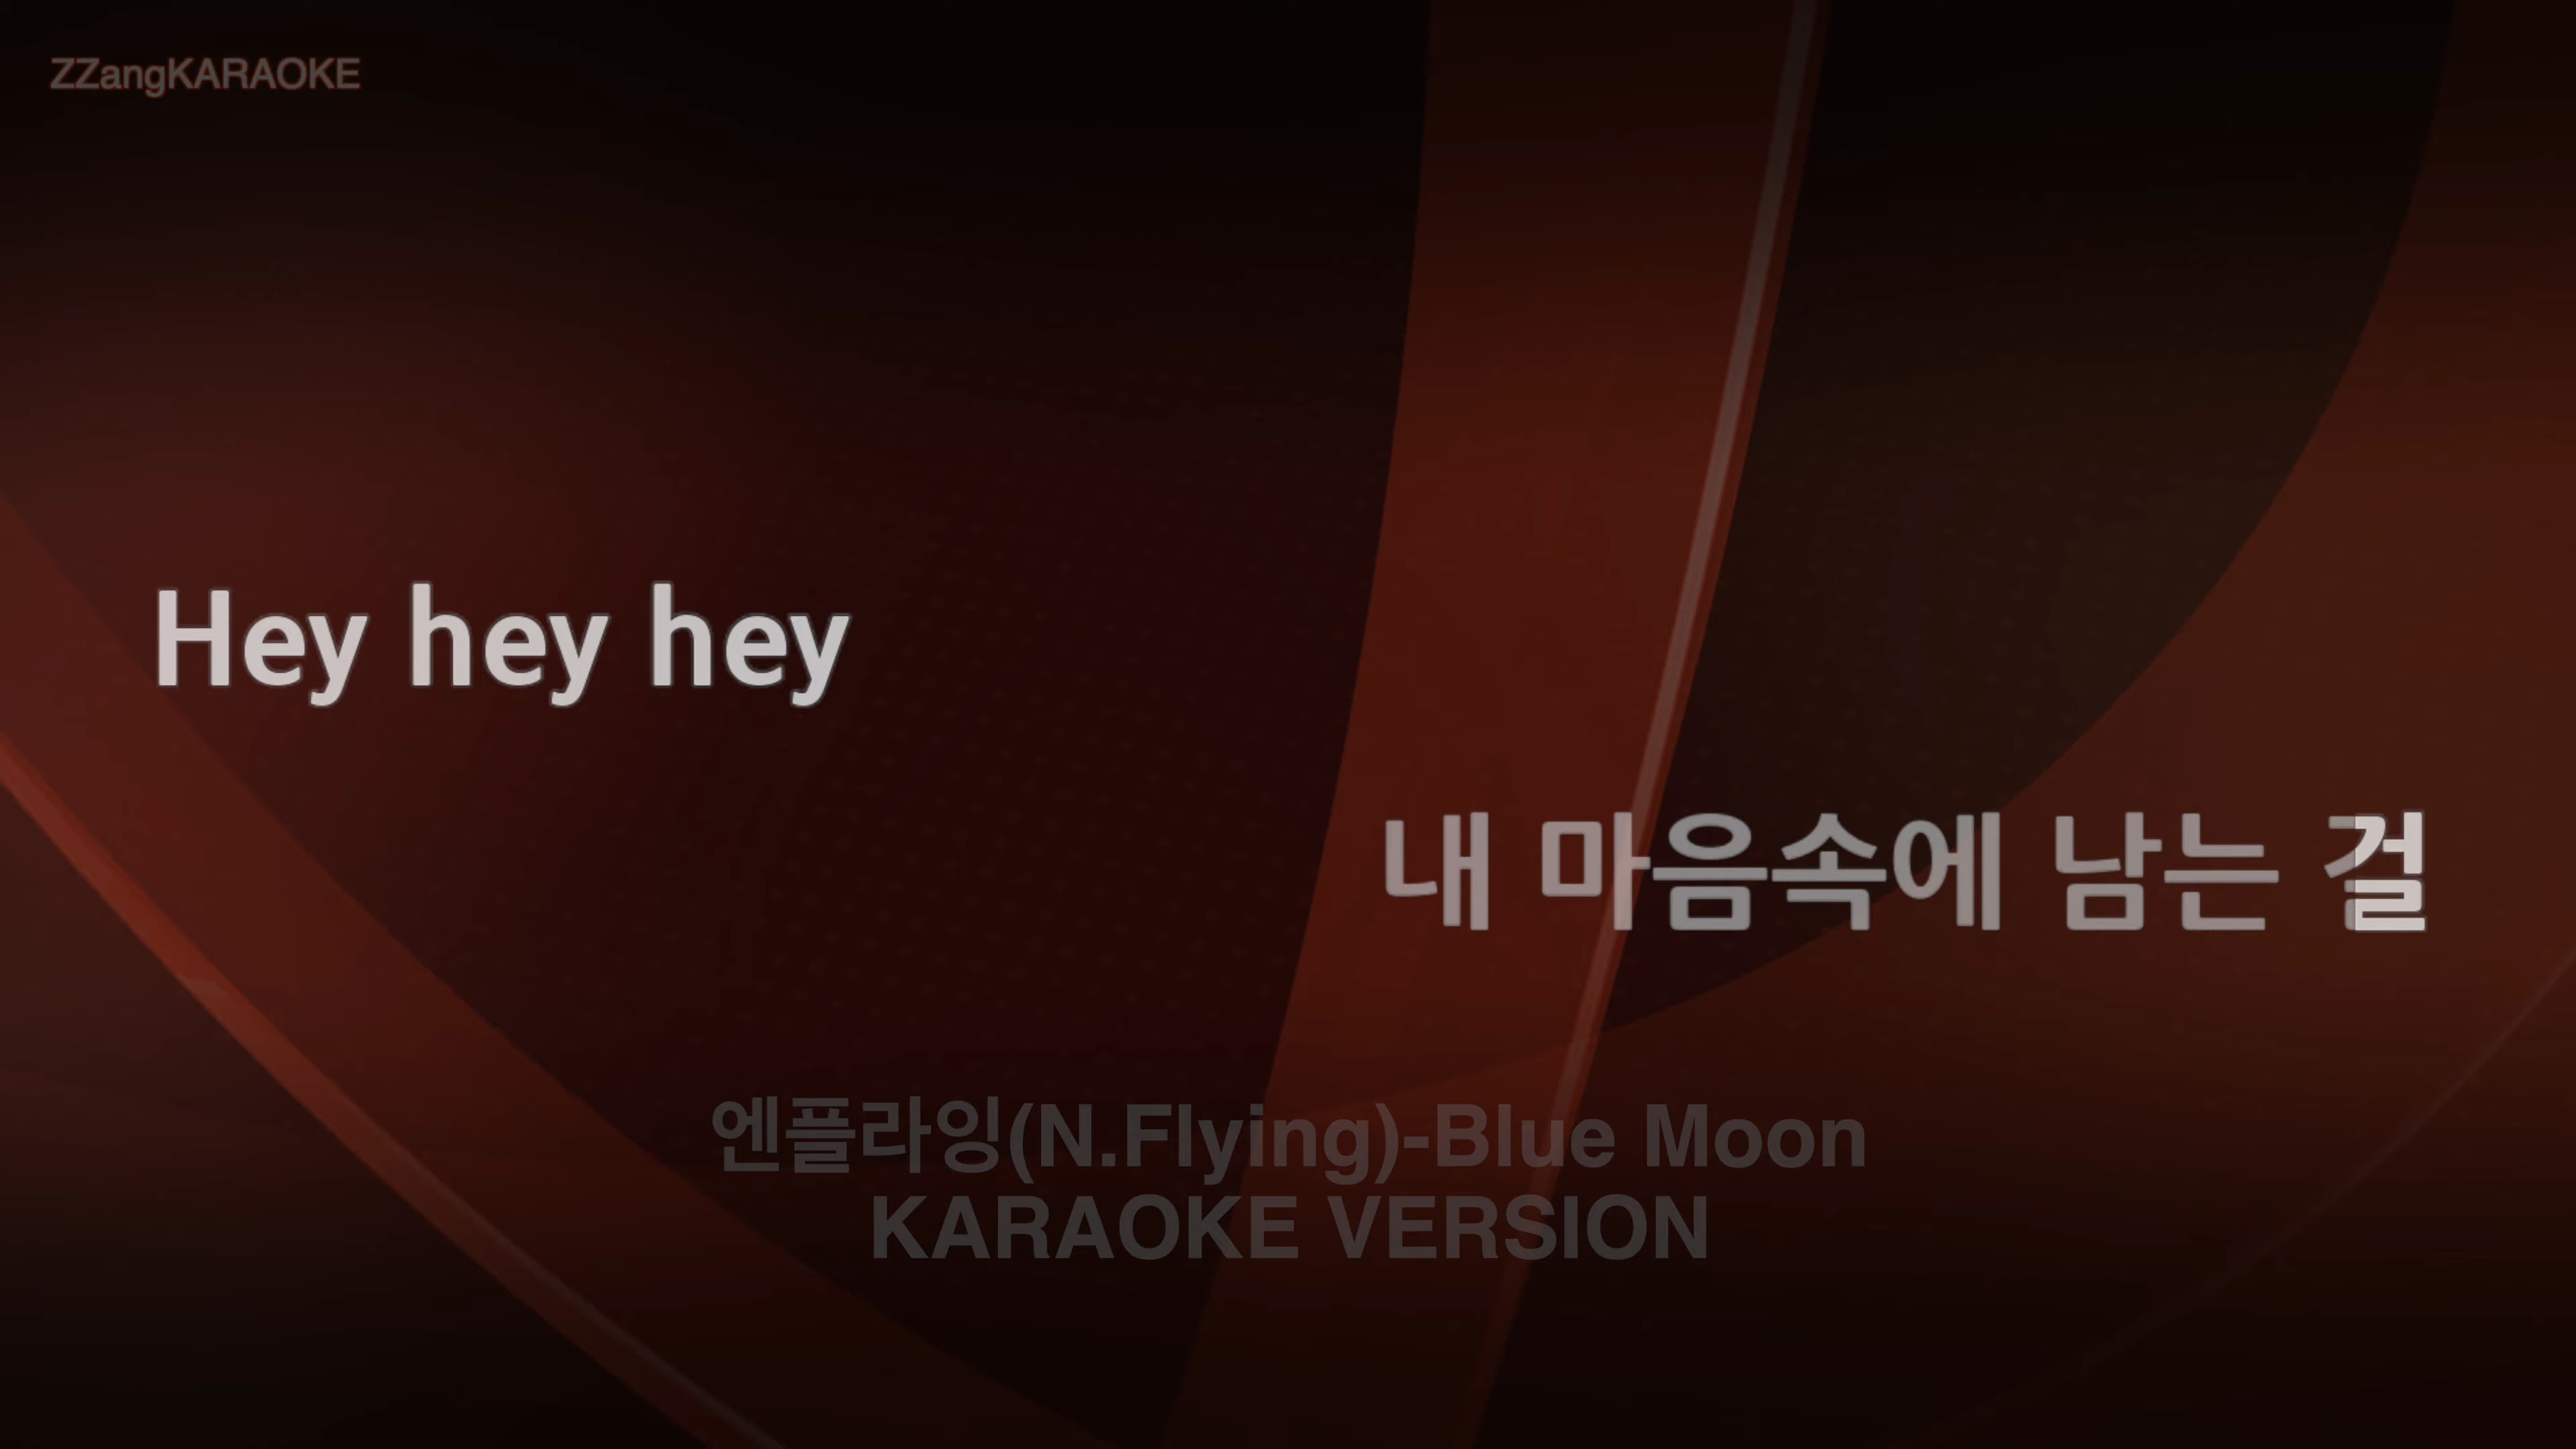 ZZangKARAOKE
Hey hey hey
내 마음속에 남는 걸
엔플라잉(N.Flying)-Blue Moon
KARAOKE VERSION